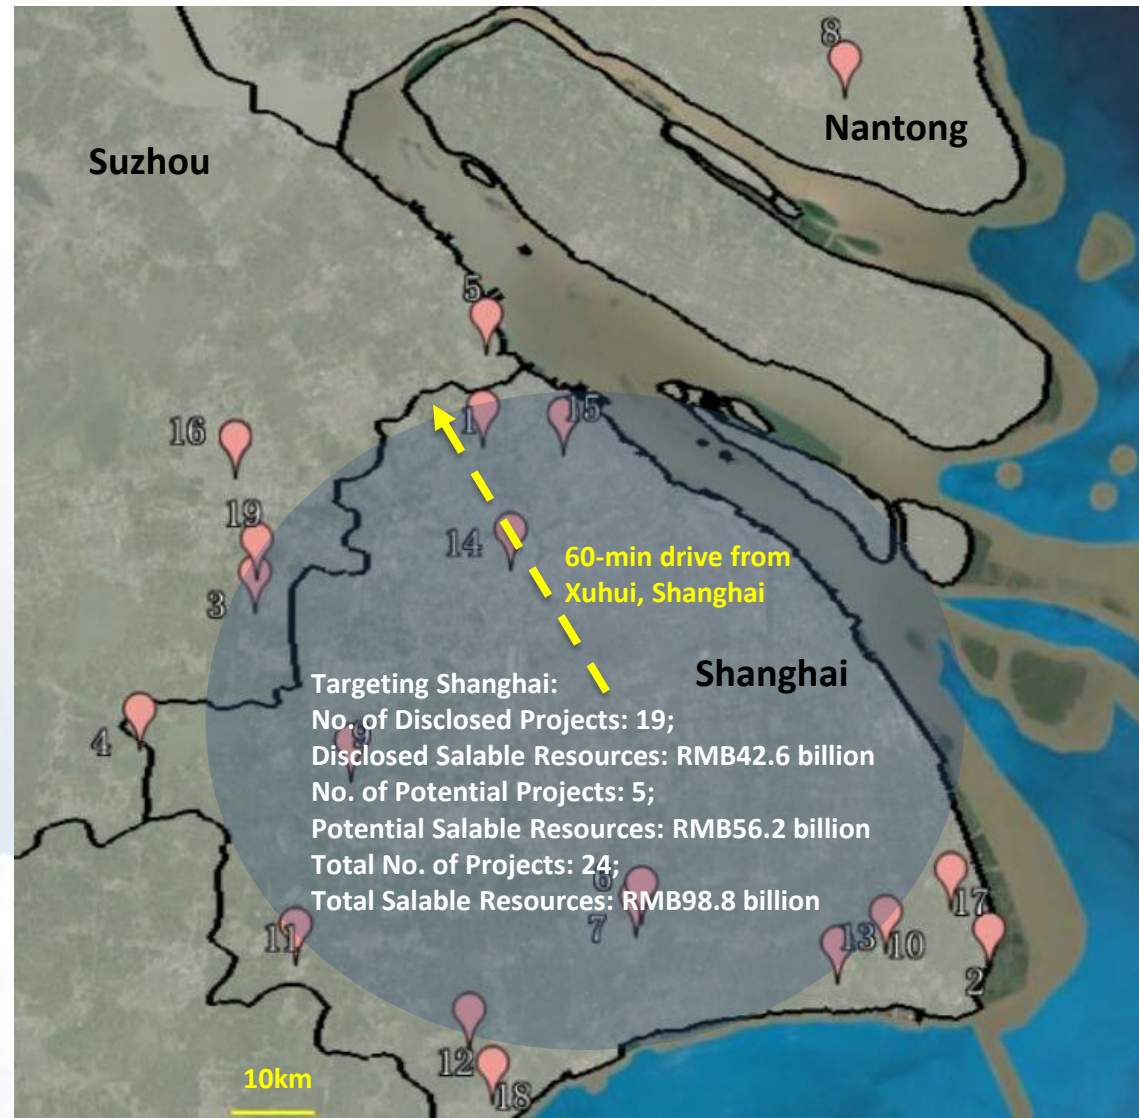 8
Nantong
Suzhou
5
1
15
16
19
14
60-min drive from
Xuhui, Shanghai
3
Shanghai
Targeting Shanghai:
No. of Disclosed Projects: 19;
4
9
Disclosed Salable Resources: RMB42.6 billion
No. of Potential Projects: 5;
Potential Salable Resources: RMB56.2 billion
Total No. of Projects: 24;
6
Total Salable Resources: RMB98.8 billion
17
7
11
13
10
2
12
10km
18